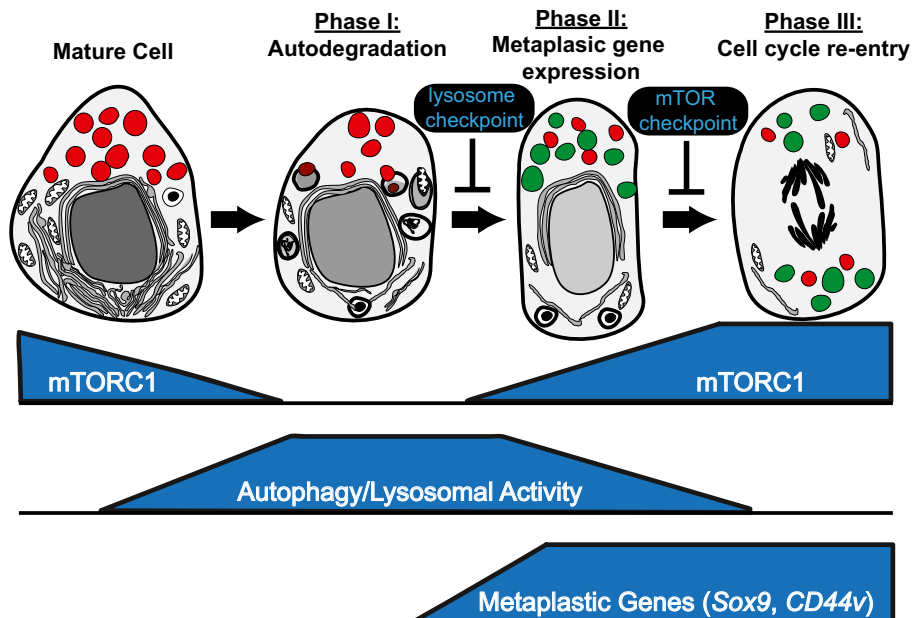 Mature Cell
Phase I:
Autodegradation
Phase II:
Metaplasic gene
expression
Phase III:
Cell cycle re-entry
lysosome
checkpoint
mTOR
checkpoint
mTORC1
mTORC1
Autophagy/Lysosomal Activity
Metaplastic Genes (Sox9, CD44v)